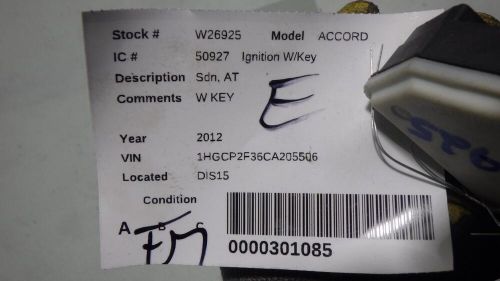 Stock # W26925 Model ACCORD
IC # 50927 Ignition W/Key
Description Sdn, AT
Comments W KEY
E
Year 2012
VIN 1HGCP2F36CA205506
Located DIS15
Condition
A B C
FM
0000301085